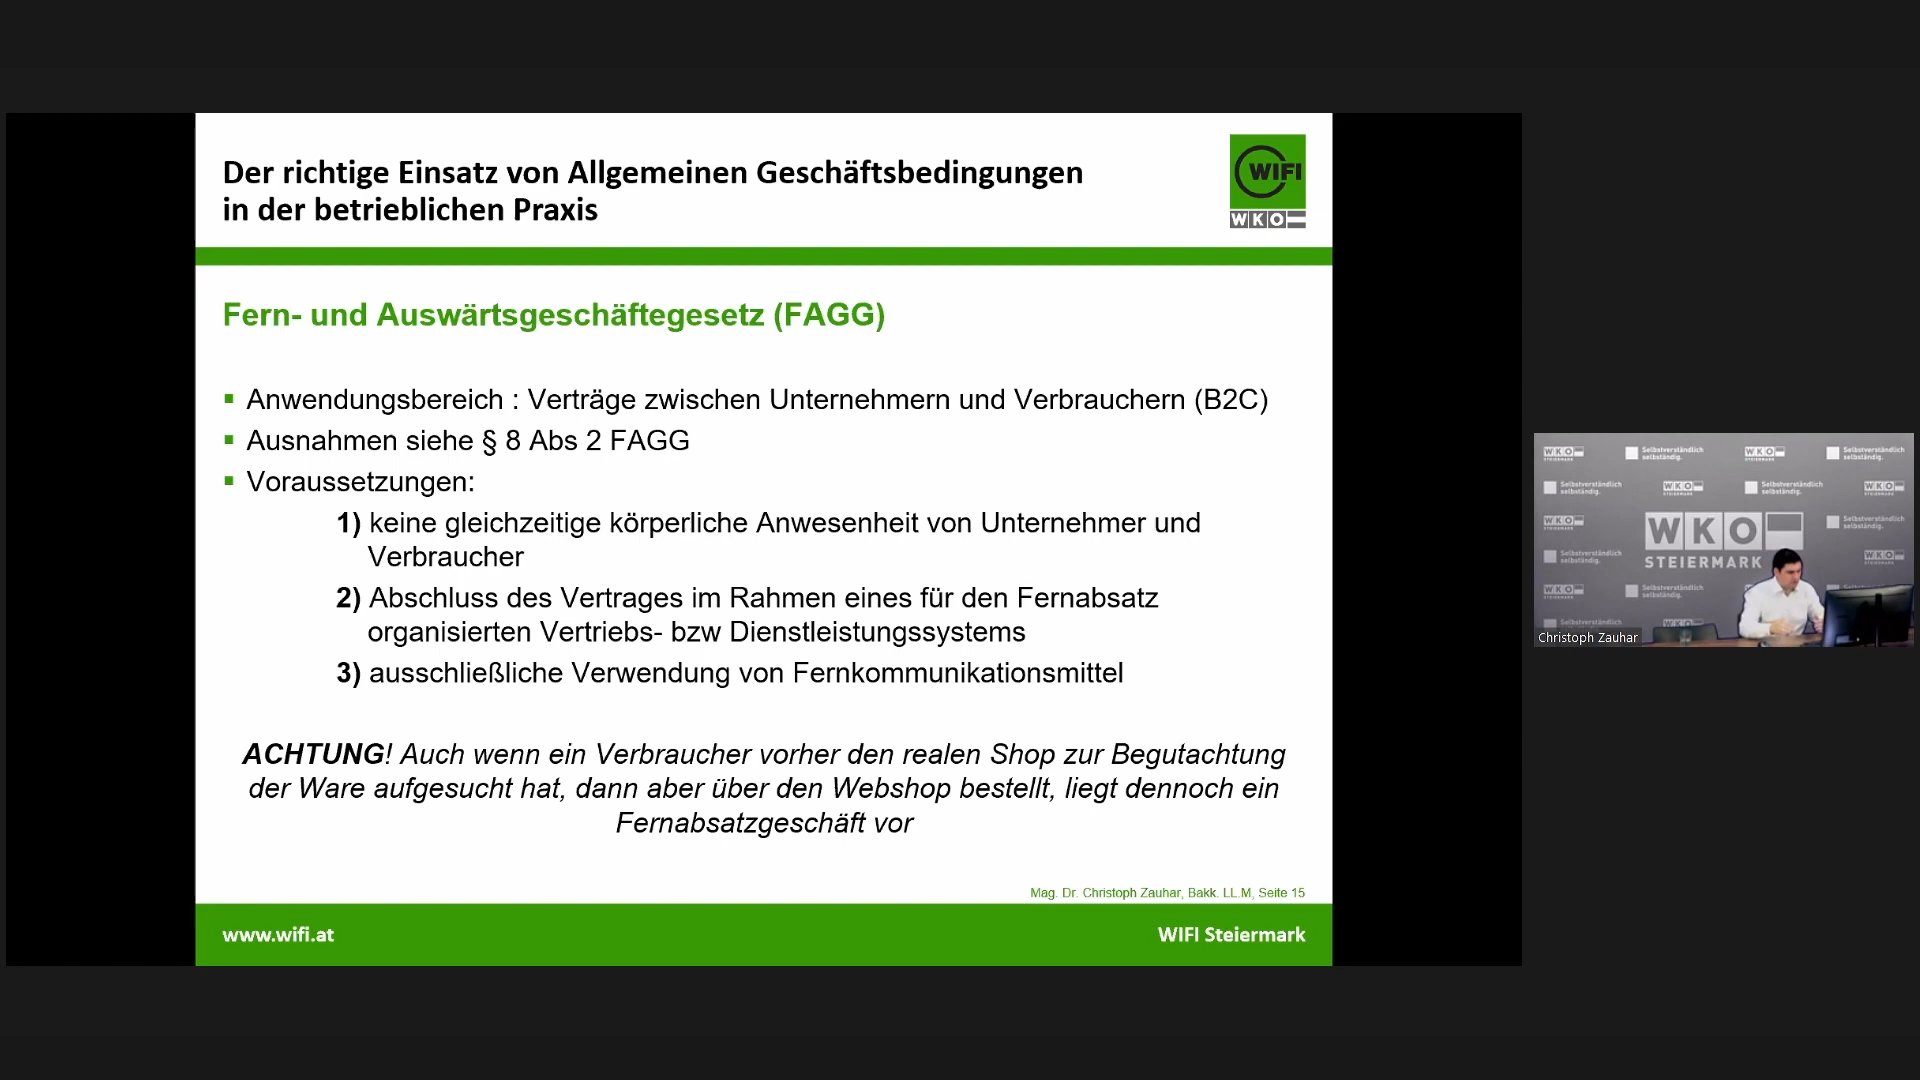 Der richtige Einsatz von Allgemeinen Geschäftsbedingungen
in der betrieblichen Praxis
WIFI
WKO
Fern- und Auswärtsgeschäftegesetz (FAGG)
Anwendungsbereich : Verträge zwischen Unternehmern und Verbrauchern (B2C)
Ausnahmen siehe § 8 Abs 2 FAGG
Voraussetzungen:
1) keine gleichzeitige körperliche Anwesenheit von Unternehmer und
Verbraucher
2) Abschluss des Vertrages im Rahmen eines für den Fernabsatz
organisierten Vertriebs- bzw Dienstleistungssystems
3) ausschließliche Verwendung von Fernkommunikationsmittel
ACHTUNG! Auch wenn ein Verbraucher vorher den realen Shop zur Begutachtung
der Ware aufgesucht hat, dann aber über den Webshop bestellt, liegt dennoch ein
Fernabsatzgeschäft vor
Mag. Dr. Christoph Zauhar, Bakk. LL.M, Seite 15
www.wifi.at
WIFI Steiermark
WKO
STEIERMARK
Selbstverständlich
selbständig.
Christoph Zauhar